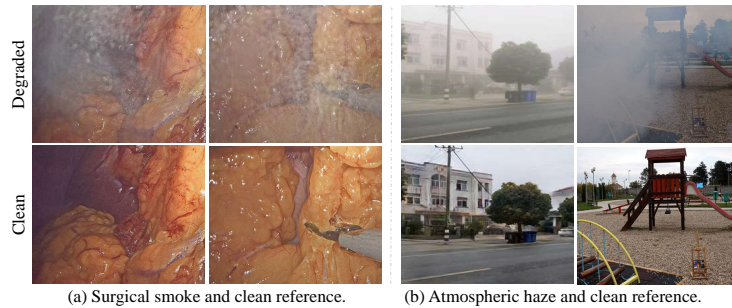 Degraded
Clean
(a) Surgical smoke and clean reference.
(b) Atmospheric haze and clean reference.